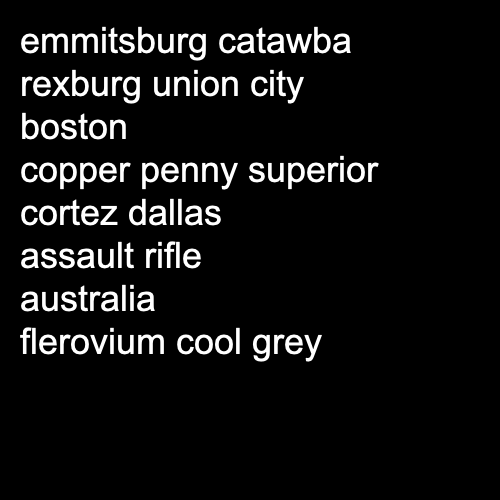 emmitsburg catawba
rexburg union city
boston
copper penny superior
cortez dallas
assault rifle
australia
flerovium cool grey